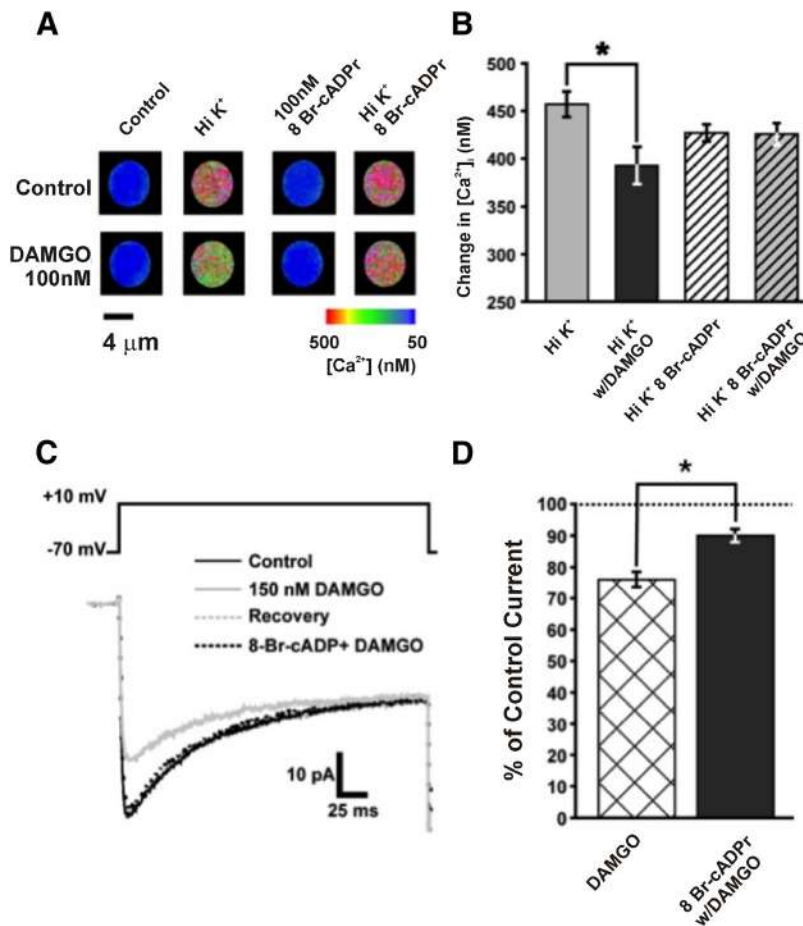 A
Control
Hi K+
100nM
8 Br-cADPr
Hi K+
8 Br-cADPr
Control
DAMGO
100nM
4 μm
500 50
[Ca2+] (nM)
B
*
Change in [Ca2+]i (nM)
500
450
400
350
300
250
Hi K+
Hi K+
w/DAMGO
Hi K+ 8 Br-cADPr
Hi K+ 8 Br-cADPr
w/DAMGO
C
+10 mV
-70 mV
Control
150 nM DAMGO
Recovery
8-Br-cADP+ DAMGO
10 pA
25 ms
D
*
% of Control Current
100
90
80
70
60
50
40
30
20
10
0
DAMGO
8 Br-cADPr
w/DAMGO